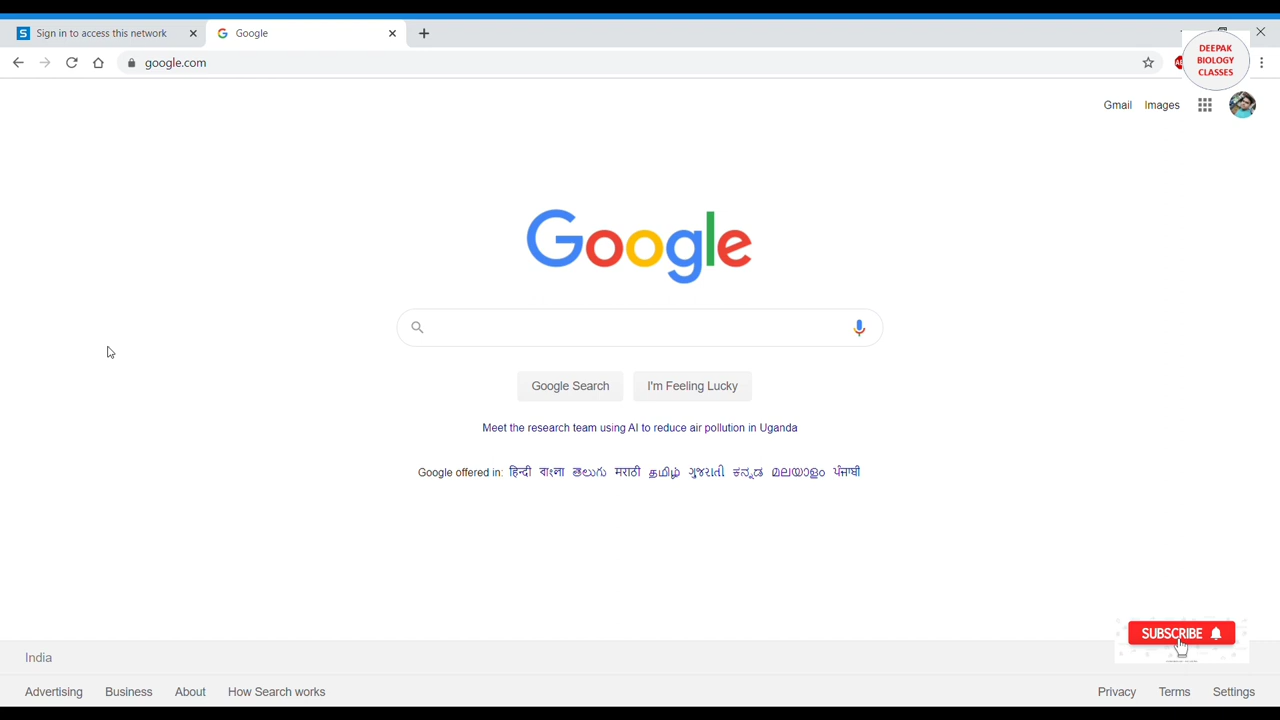 Sign in to access this network
Google
google.com
DEEPAK
BIOLOGY
CLASSES
Gmail Images
Google
Google Search I'm Feeling Lucky
Meet the research team using AI to reduce air pollution in Uganda
Google offered in: हिन्दी বাংলা తెలుగు मराठी தமிழ் ગુજરાતી ಕನ್ನಡ മലയാളം ਪੰਜਾਬੀ
SUBSCRIBE
India
Advertising Business About How Search works Privacy Terms Settings